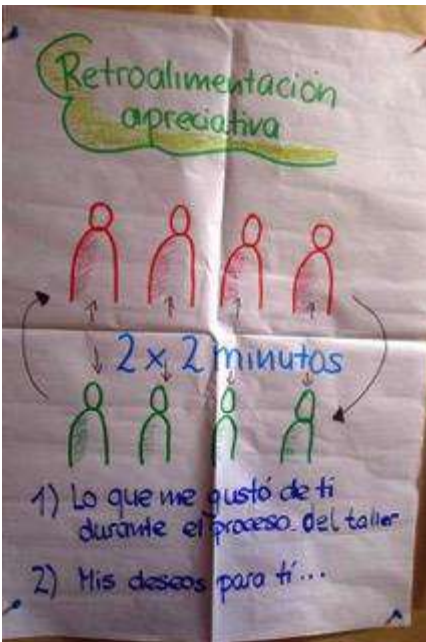 Retroalimentación
apreciativa
2 x 2 minutos
1) Lo que me gustó de ti
durante el proceso del taller
2) Mis deseos para tí...